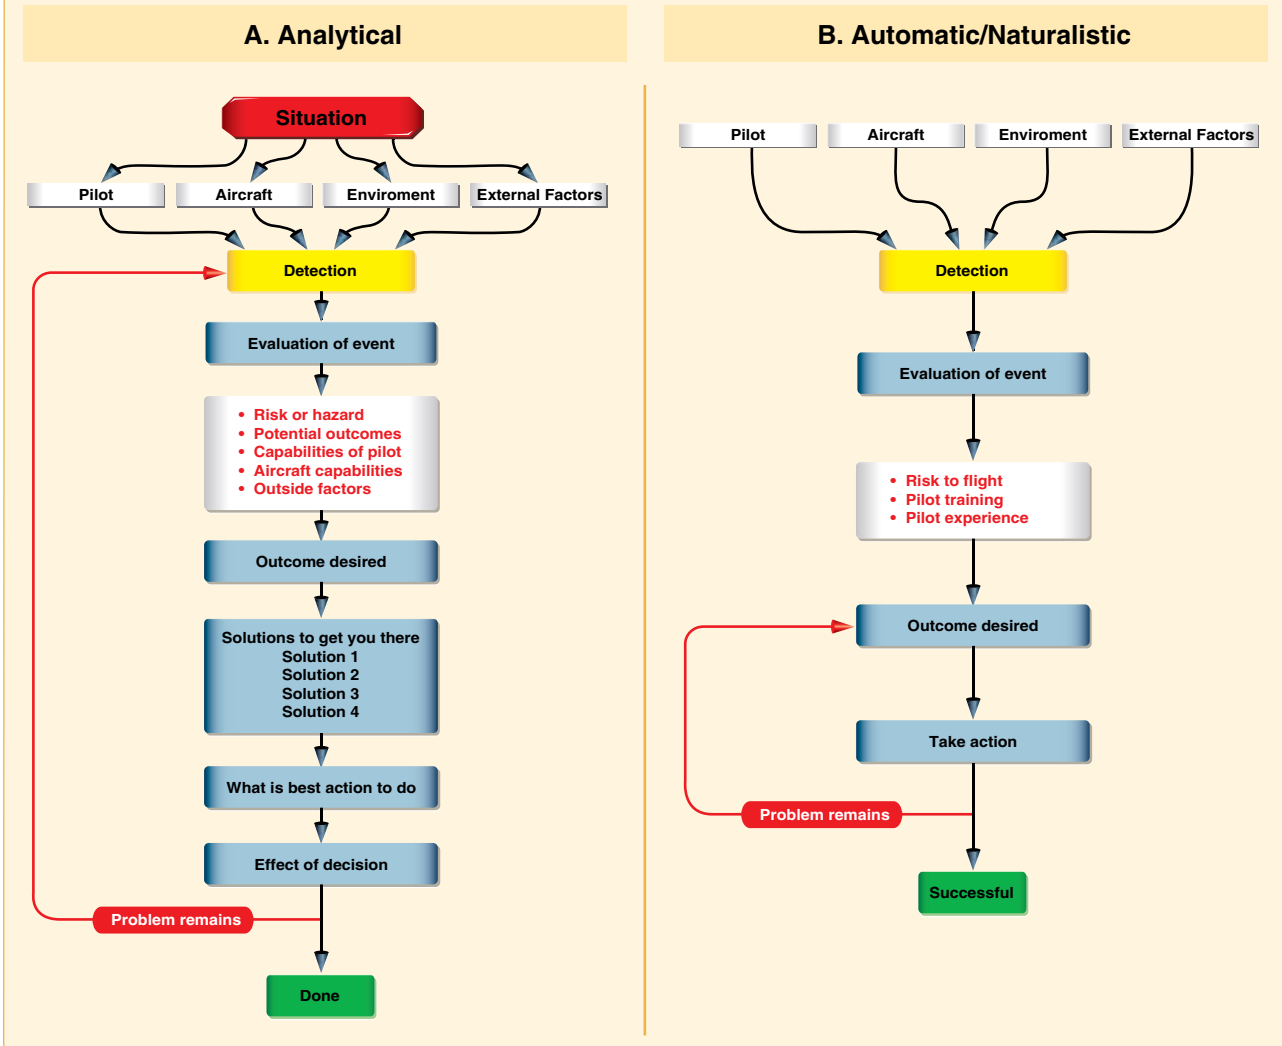 A. Analytical
Situation
Pilot
Aircraft
Enviroment
External Factors
Detection
Evaluation of event
• Risk or hazard
• Potential outcomes
• Capabilities of pilot
• Aircraft capabilities
• Outside factors
Outcome desired
Solutions to get you there
Solution 1
Solution 2
Solution 3
Solution 4
What is best action to do
Effect of decision
Problem remains
Done
B. Automatic/Naturalistic
Pilot
Aircraft
Enviroment
External Factors
Detection
Evaluation of event
• Risk to flight
• Pilot training
• Pilot experience
Outcome desired
Take action
Problem remains
Successful